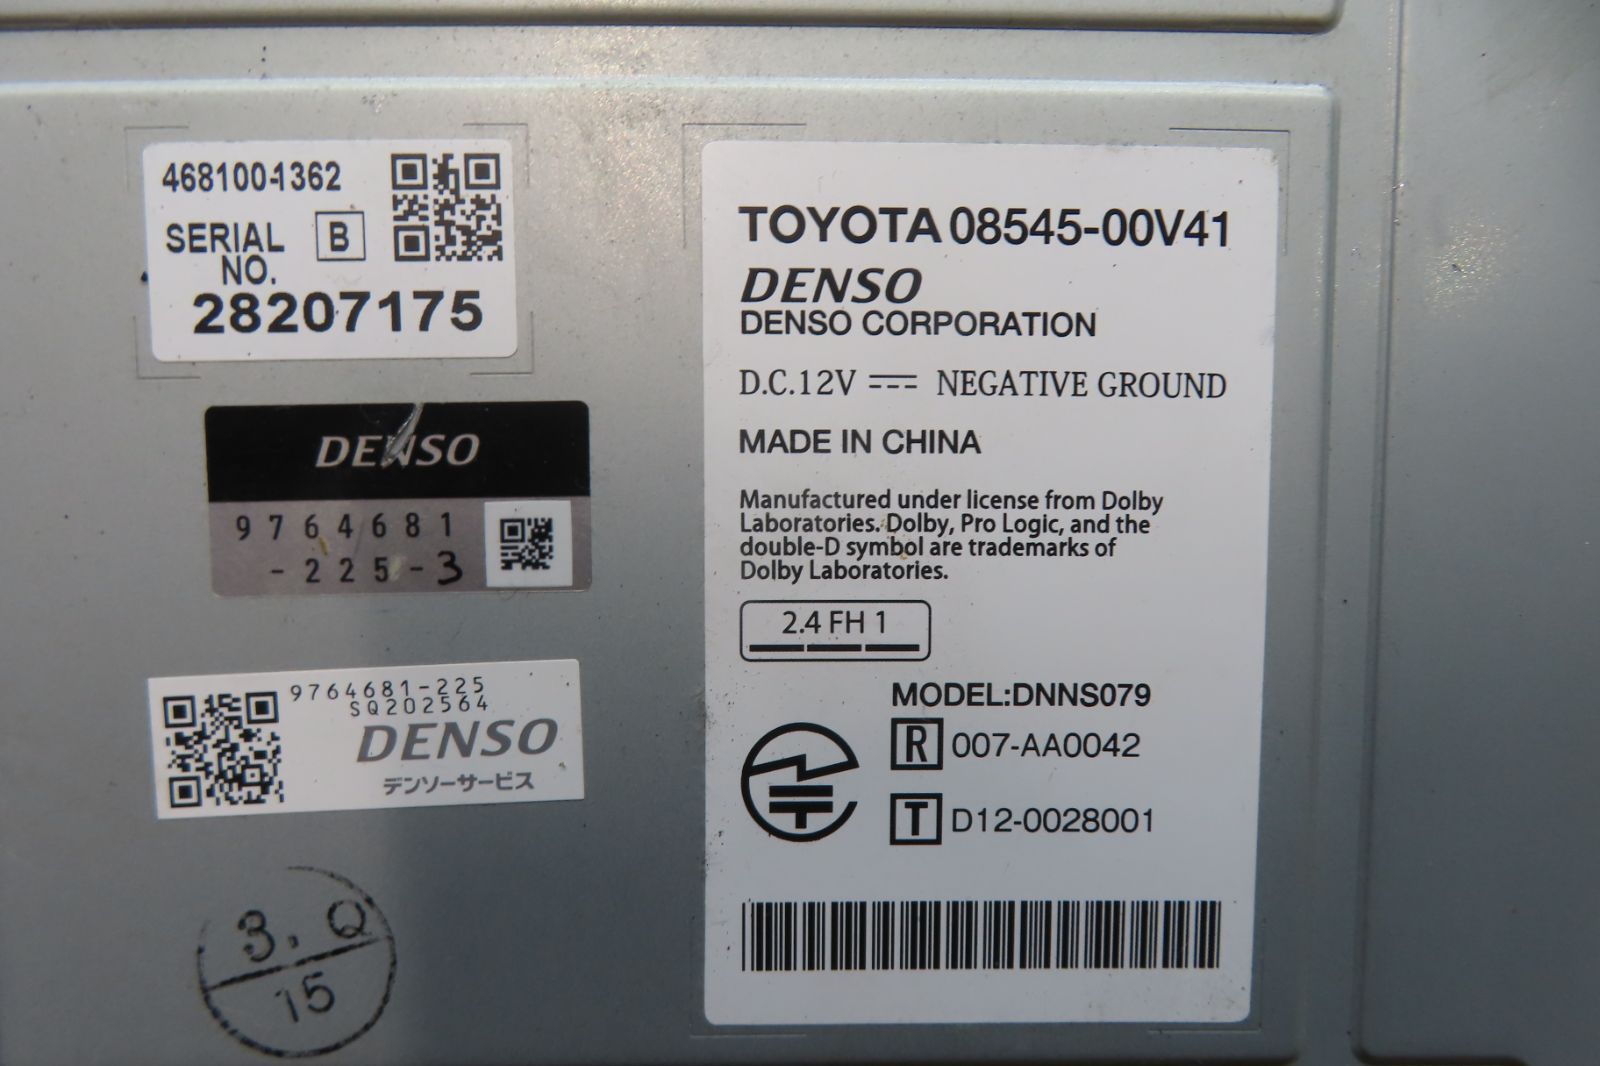 468100-1362
SERIAL B
NO.
28207175
DENSO
9764681
-225-3
9764681-225
SQ202564
DENSO
デンソーサービス
3.Q
15
TOYOTA 08545-00V41
DENSO
DENSO CORPORATION
D.C.12V NEGATIVE GROUND
MADE IN CHINA
Manufactured under license from Dolby
Laboratories. Dolby, Pro Logic, and the
double-D symbol are trademarks of
Dolby Laboratories.
2.4 FH 1
MODEL:DNNS079
R 007-AA0042
T D12-0028001